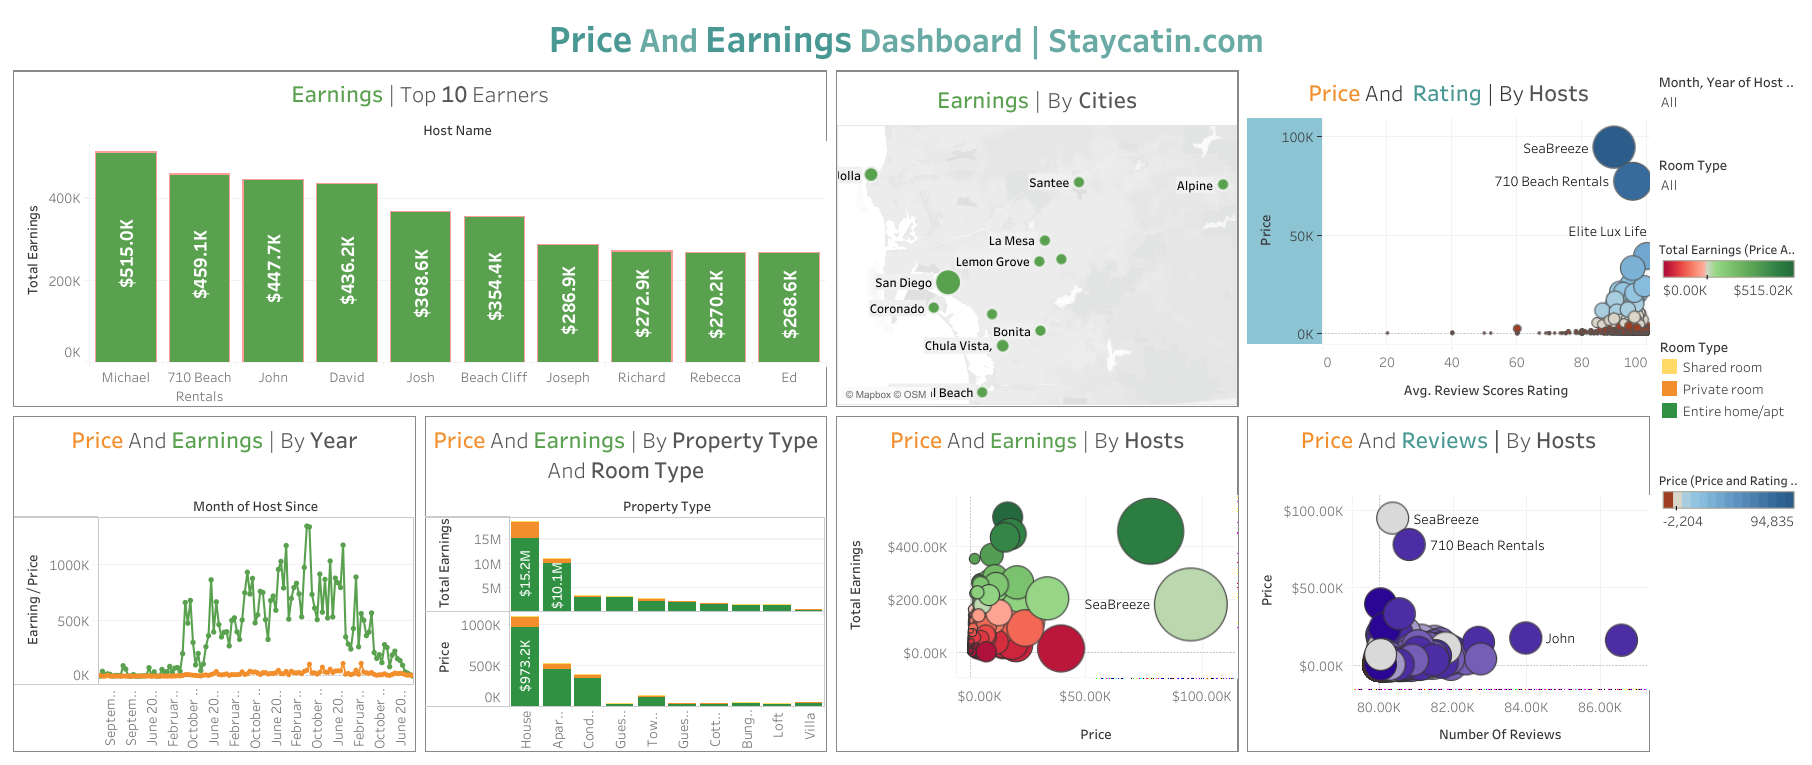 Price And Earnings Dashboard | Staycatin.com
Earnings | Top 10 Earners
Host Name
Total Earnings
400K
200K
0K
$515.0K
$459.1K
$447.7K
$436.2K
$368.6K
$354.4K
$286.9K
$272.9K
$270.2K
$268.6K
Michael
710 Beach
Rentals
John
David
Josh
Beach Cliff
Joseph
Richard
Rebecca
Ed
Earnings | By Cities
olla
Santee
Alpine
La Mesa
Lemon Grove
San Diego
Coronado
Bonita
Chula Vista,
l Beach
© Mapbox © OSM
Price And Rating | By Hosts
Price
100K
50K
0K
SeaBreeze
710 Beach Rentals
Elite Lux Life
0
20
40
60
80
100
Avg. Review Scores Rating
Month, Year of Host ..
All
Room Type
All
Total Earnings (Price A..
$0.00K
$515.02K
Room Type
Shared room
Private room
Entire home/apt
Price (Price and Rating ..
-2,204
94,835
Price And Earnings | By Year
Month of Host Since
Earning /Price
1000K
500K
0K
Septem..
Septem..
June 20..
Februar..
October ..
June 20..
Februar..
October ..
Februar..
June 20..
October ..
June 20..
Februar..
October ..
June 20..
Price And Earnings | By Property Type
And Room Type
Property Type
Total Earnings
15M
10M
5M
$15.2M
$10.1M
Price
1000K
500K
0K
$973.2K
House
Apar..
Cond..
Gues..
Tow..
Gues..
Cott..
Bung..
Loft
Villa
Price And Earnings | By Hosts
Total Earnings
$400.00K
$200.00K
$0.00K
SeaBreeze
$0.00K
$50.00K
$100.00K
Price
Price And Reviews | By Hosts
Price
$100.00K
$50.00K
$0.00K
SeaBreeze
710 Beach Rentals
John
80.00K
82.00K
84.00K
86.00K
Number Of Reviews